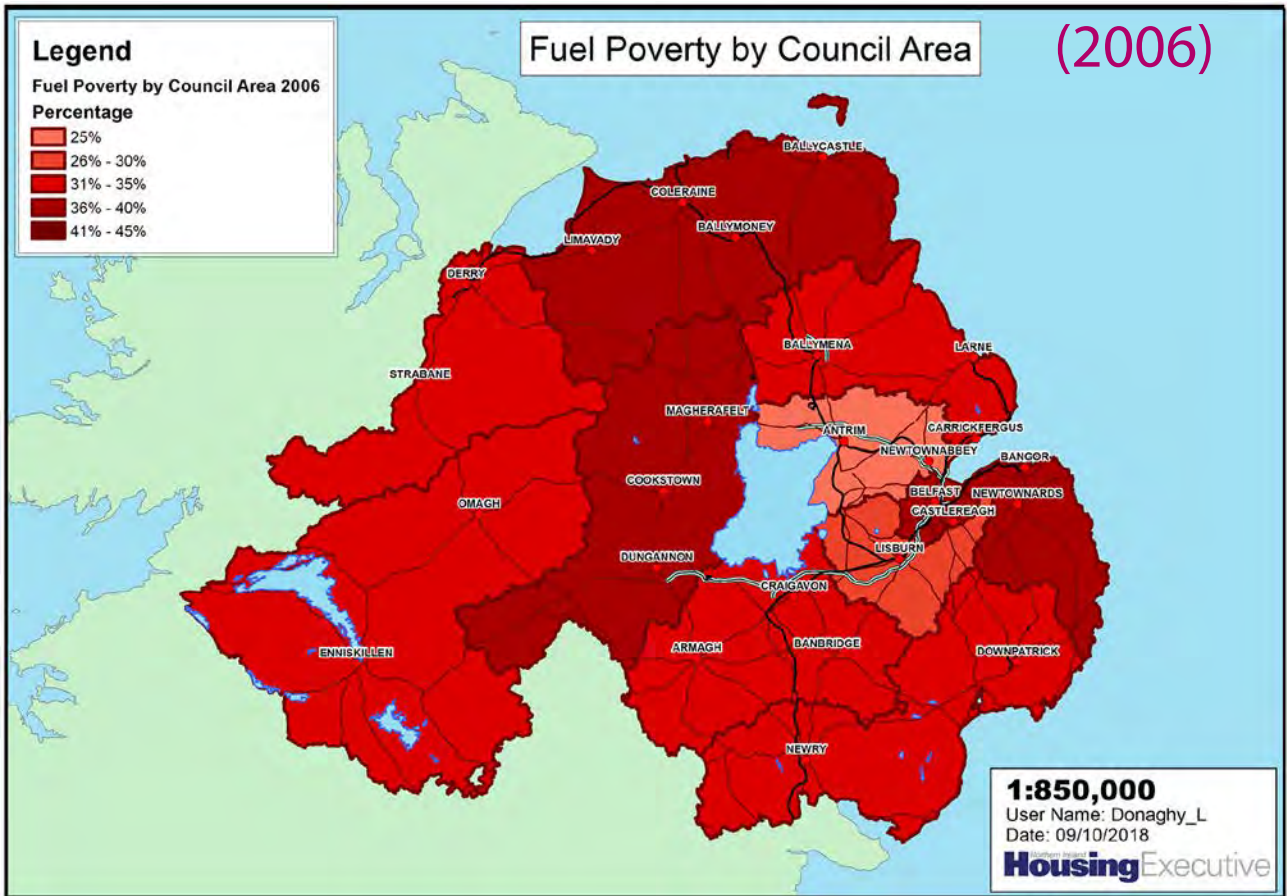 Legend
Fuel Poverty by Council Area 2006
Percentage
25%
26% - 30%
31% - 35%
36% - 40%
41% - 45%
Fuel Poverty by Council Area
(2006)
BALLYCASTLE
COLERAINE
BALLYMONEY
LIMAVADY
DERRY
BALLYMENA
LARNE
STRABANE
MAGHERAFELT
ANTRIM
CARRICKFERGUS
NEWTOWNABBEY
BANGOR
COOKSTOWN
BELFAST
NEWTOWNARDS
OMAGH
CASTLEREAGH
LISBURN
DUNGANNON
CRAIGAVON
ENNISKILLEN
ARMAGH
BANBRIDGE
DOWNPATRICK
NEWRY
1:850,000
User Name: Donaghy_L
Date: 09/10/2018
Northern Ireland
HousingExecutive